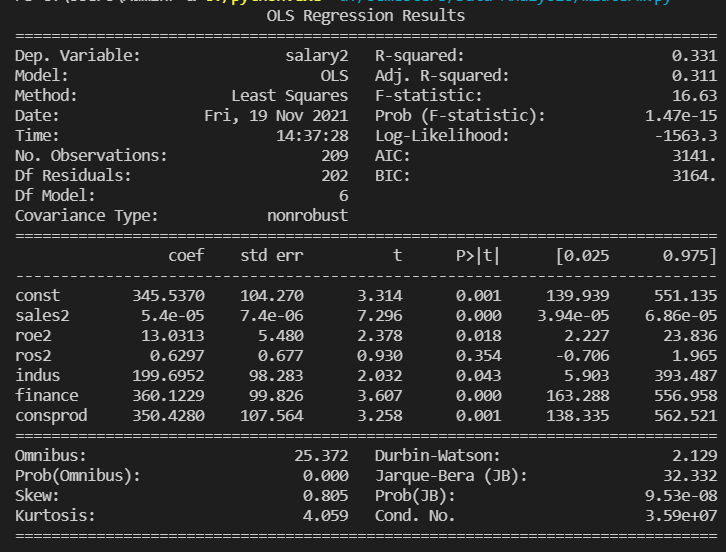 OLS Regression Results
==============================================================================
Dep. Variable: salary2 R-squared: 0.331
Model: OLS Adj. R-squared: 0.311
Method: Least Squares F-statistic: 16.63
Date: Fri, 19 Nov 2021 Prob (F-statistic): 1.47e-15
Time: 14:37:28 Log-Likelihood: -1563.3
No. Observations: 209 AIC: 3141.
Df Residuals: 202 BIC: 3164.
Df Model: 6
Covariance Type: nonrobust
==============================================================================
coef std err t P>|t| [0.025 0.975]
------------------------------------------------------------------------------
const 345.5370 104.270 3.314 0.001 139.939 551.135
sales2 5.4e-05 7.4e-06 7.296 0.000 3.94e-05 6.86e-05
roe2 13.0313 5.480 2.378 0.018 2.227 23.836
ros2 0.6297 0.677 0.930 0.354 -0.706 1.965
indus 199.6952 98.283 2.032 0.043 5.903 393.487
finance 360.1229 99.826 3.607 0.000 163.288 556.958
consprod 350.4280 107.564 3.258 0.001 138.335 562.521
==============================================================================
Omnibus: 25.372 Durbin-Watson: 2.129
Prob(Omnibus): 0.000 Jarque-Bera (JB): 32.332
Skew: 0.805 Prob(JB): 9.53e-08
Kurtosis: 4.059 Cond. No. 3.59e+07
==============================================================================